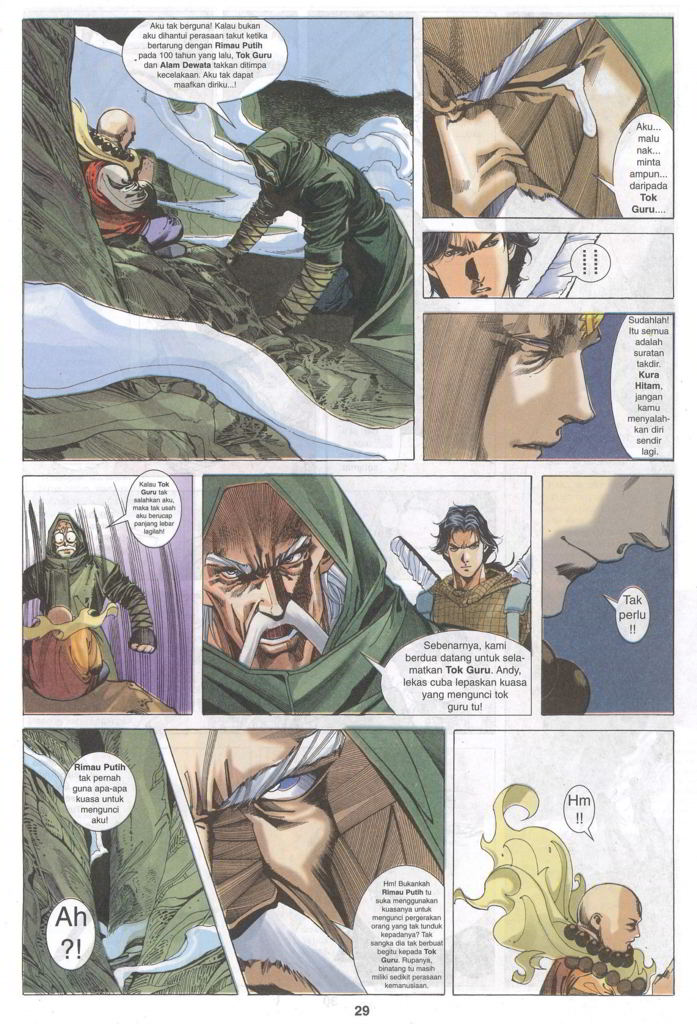 Aku tak berguna! Kalau bukan
aku dihantui perasaan takut ketika
bertarung dengan Rimau Putih
pada 100 tahun yang lalu, Tok Guru
dan Alam Dewata takkan ditimpa
kecelakaan. Aku tak dapat
maafkan diriku...!
Aku...
malu
nak...
minta
ampun...
daripada
Tok
Guru....
Sudahlah!
Itu semua
adalah
suratan
takdir.
Kura
Hitam,
jangan
kamu
menyalah-
kan diri
sendir
lagi.
Kalau Tok
Guru tak
salahkan aku,
maka tak usah
aku berucap
panjang lebar
lagilah!
Sebenarnya, kami
berdua datang untuk sela-
matkan Tok Guru. Andy,
lekas cuba lepaskan kuasa
yang mengunci tok
guru tu!
Tak
perlu
!!
Rimau Putih
tak pernah
guna apa-apa
kuasa untuk
mengunci
aku!
Ah
?!
Hm! Bukankah
Rimau Putih tu
suka menggunakan
kuasanya untuk
mengunci pergerakan
orang yang tak tunduk
kepadanya? Tak
sangka dia tak berbuat
begitu kepada Tok
Guru. Rupanya,
binatang tu masih
miliki sedikit perasaan
kemanusiaan.
Hm
!!
29